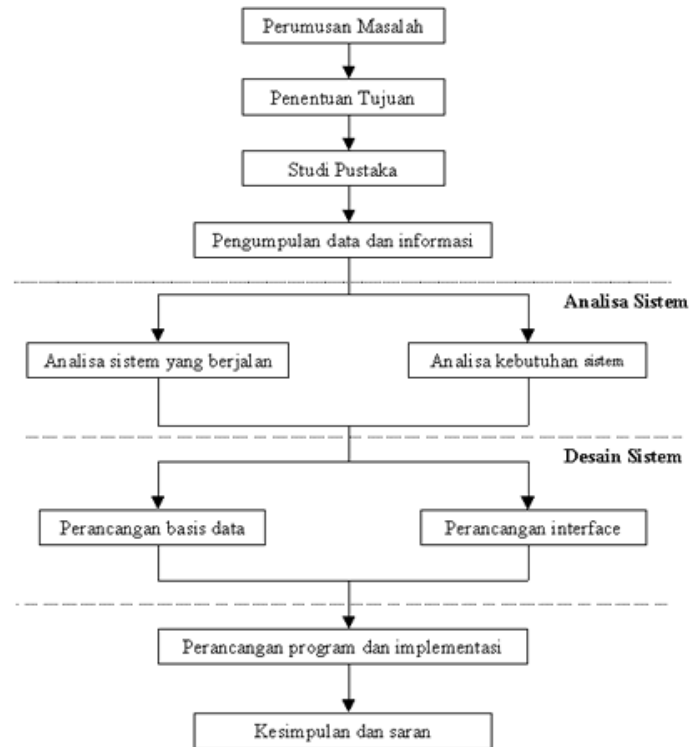 Perumusan Masalah
Penentuan Tujuan
Studi Pustaka
Pengumpulan data dan informasi
Analisa Sistem
Analisa sistem yang berjalan
Analisa kebutuhan sistem
Desain Sistem
Perancangan basis data
Perancangan interface
Perancangan program dan implementasi
Kesimpulan dan saran